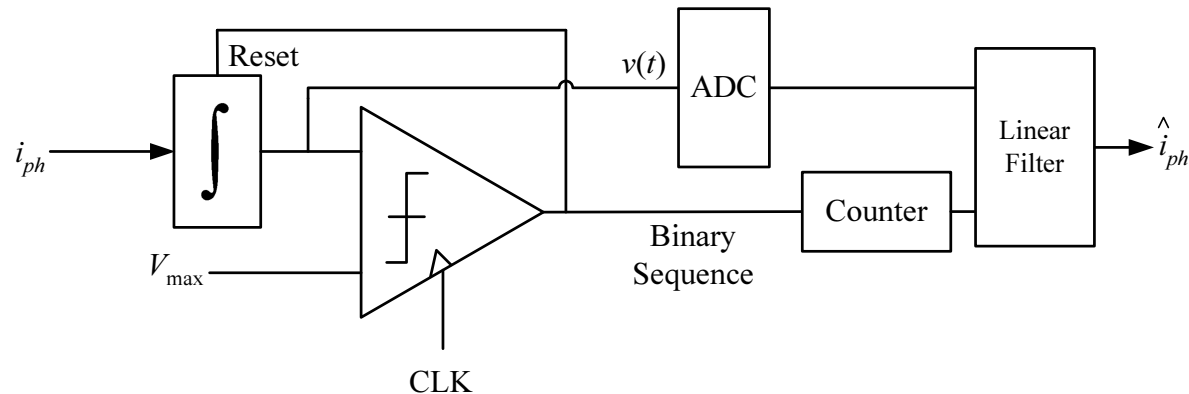 Reset
v(t)
ADC
Linear
Filter
i_ph
∫
î_ph
Counter
Binary
Sequence
V_max
CLK